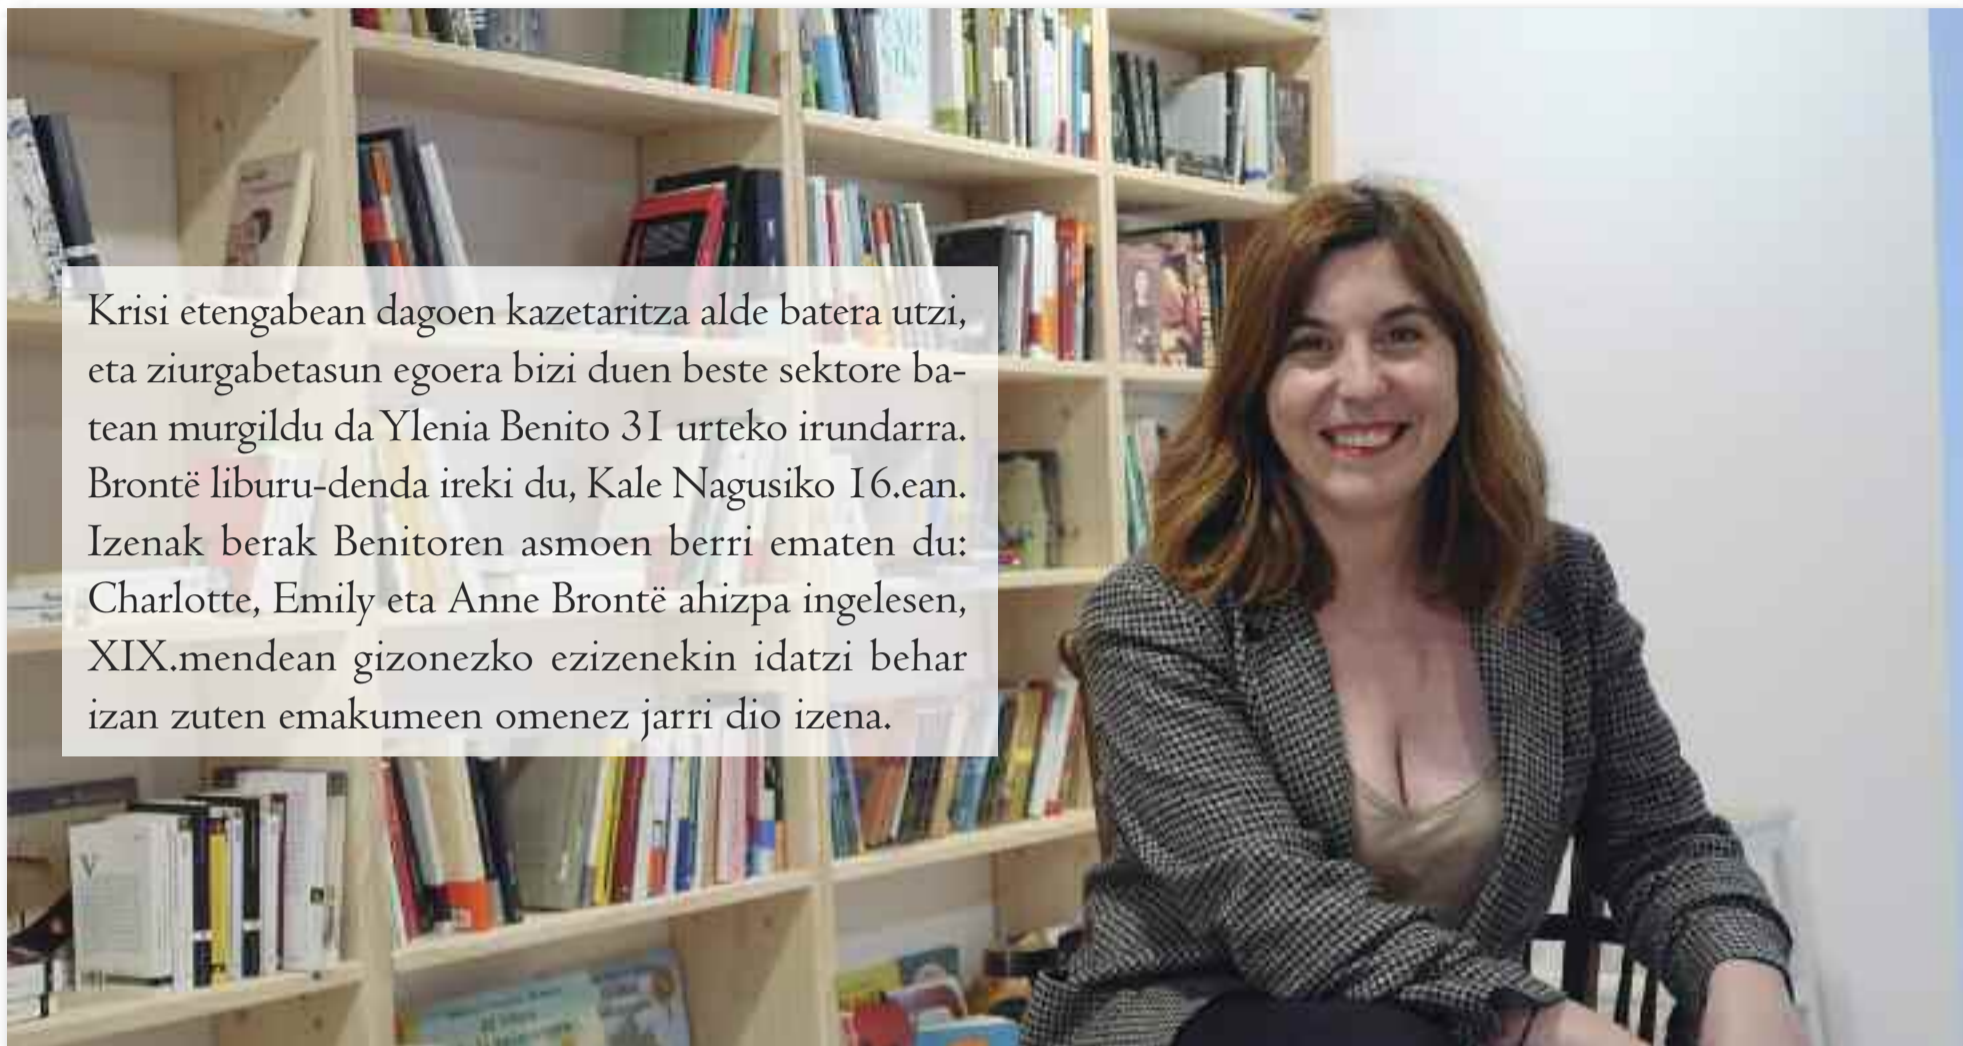 Krisi etengabean dagoen kazetaritza alde batera utzi,
eta ziurgabetasun egoera bizi duen beste sektore ba-
tean murgildu da Ylenia Benito 31 urteko irundarra.
Brontë liburu-denda ireki du, Kale Nagusiko 16.ean.
Izenak berak Benitoren asmoen berri ematen du:
Charlotte, Emily eta Anne Brontë ahizpa ingelesen,
XIX.mendean gizonezko ezizenekin idatzi behar
izan zuten emakumeen omenez jarri dio izena.